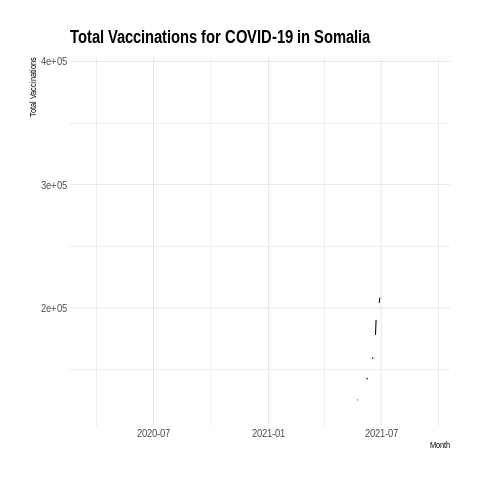 Total Vaccinations for COVID-19 in Somalia
Total Vaccinations
4e+05
3e+05
2e+05
2020-07
2021-01
2021-07
Month